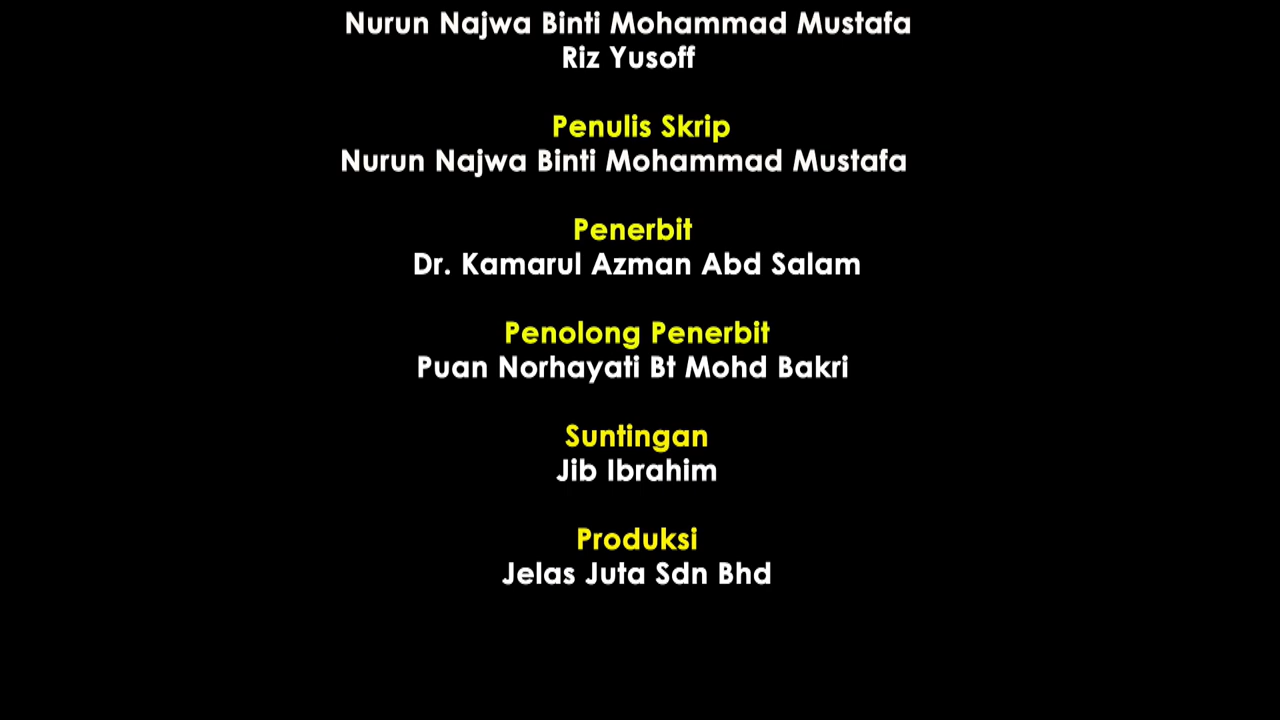 Nurun Najwa Binti Mohammad Mustafa
Riz Yusoff
Penulis Skrip
Nurun Najwa Binti Mohammad Mustafa
Penerbit
Dr. Kamarul Azman Abd Salam
Penolong Penerbit
Puan Norhayati Bt Mohd Bakri
Suntingan
Jib Ibrahim
Produksi
Jelas Juta Sdn Bhd